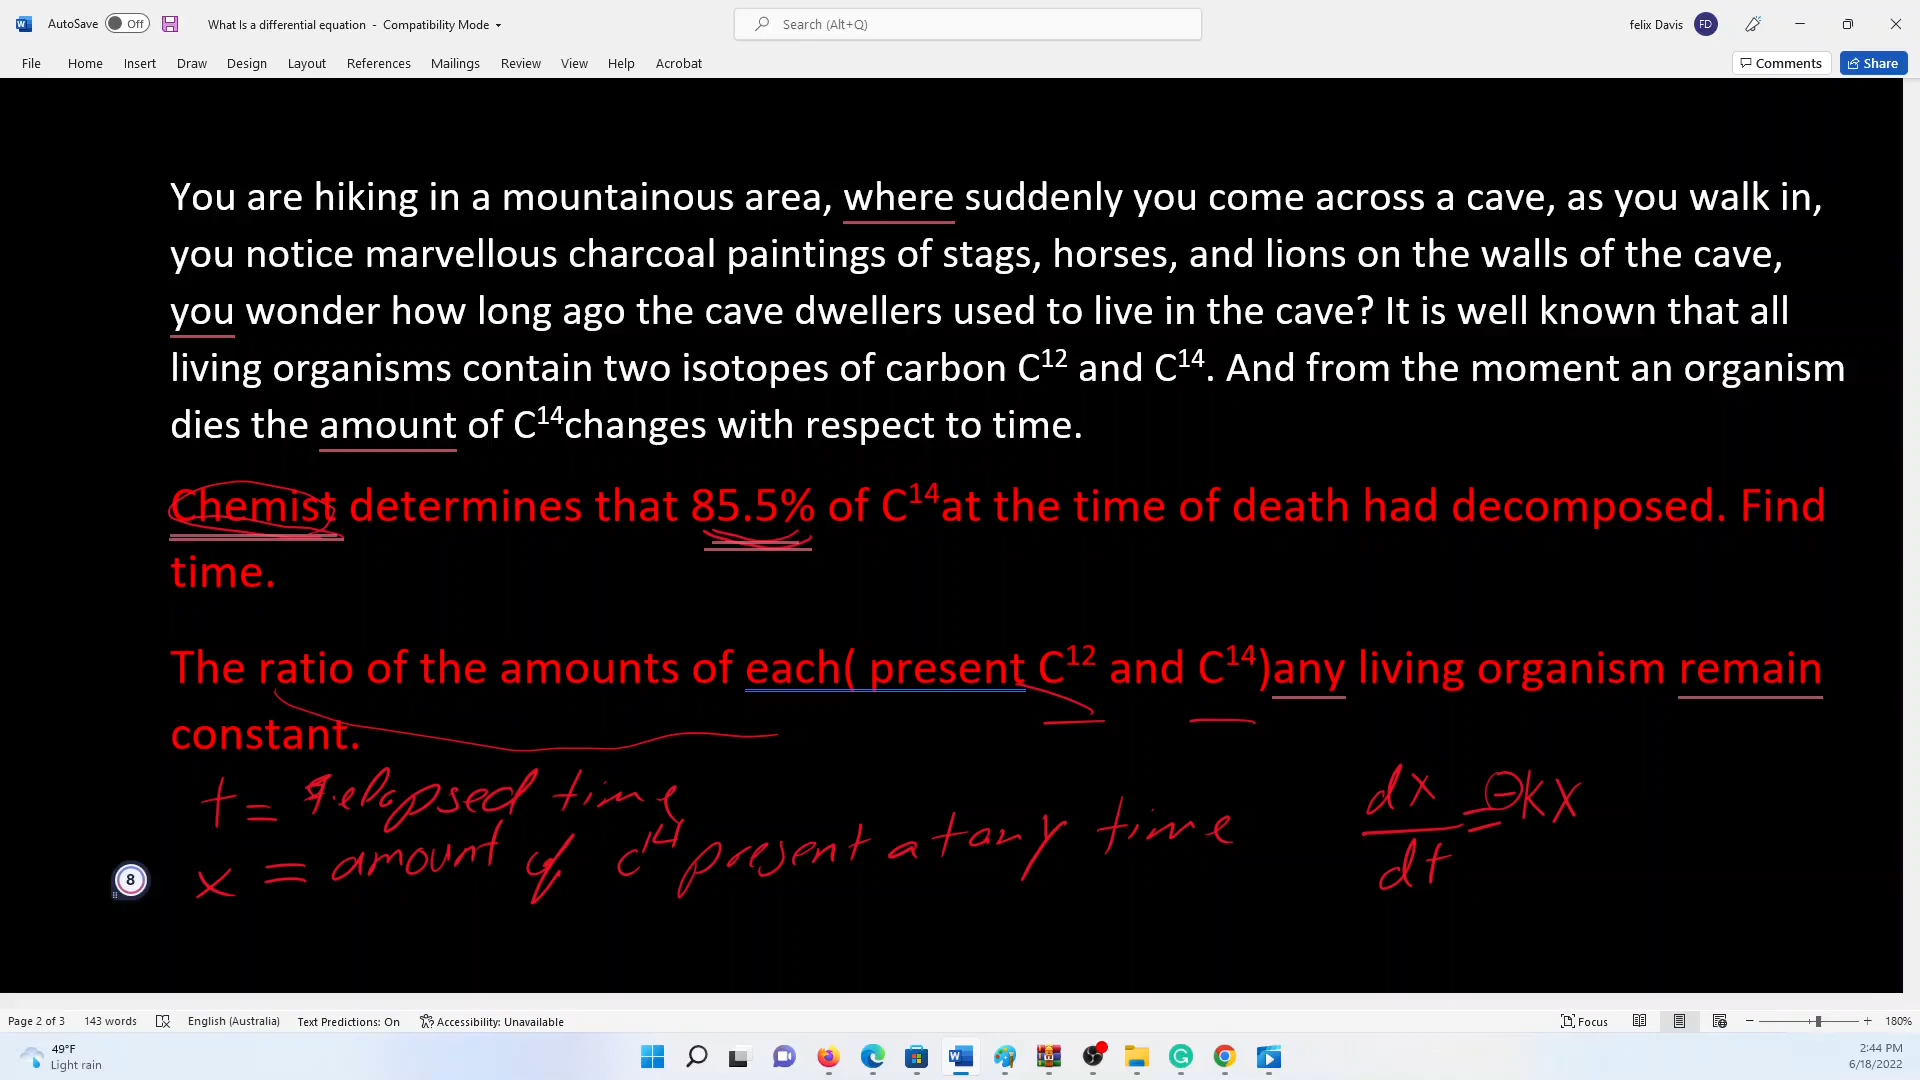 AutoSave Off What Is a differential equation - Compatibility Mode Search (Alt+Q) felix Davis FD
File Home Insert Draw Design Layout References Mailings Review View Help Acrobat Comments Share
You are hiking in a mountainous area, where suddenly you come across a cave, as you walk in,
you notice marvellous charcoal paintings of stags, horses, and lions on the walls of the cave,
you wonder how long ago the cave dwellers used to live in the cave? It is well known that all
living organisms contain two isotopes of carbon C¹² and C¹⁴. And from the moment an organism
dies the amount of C¹⁴changes with respect to time.
Chemist determines that 85.5% of C¹⁴at the time of death had decomposed. Find
time.
The ratio of the amounts of each( present C¹² and C¹⁴)any living organism remain
constant.
t = elapsed time
x = amount of c¹⁴ present at any time
dx/dt = -kx
8
Page 2 of 3 143 words English (Australia) Text Predictions: On Accessibility: Unavailable Focus 180%
49°F
Light rain
2:44 PM
6/18/2022